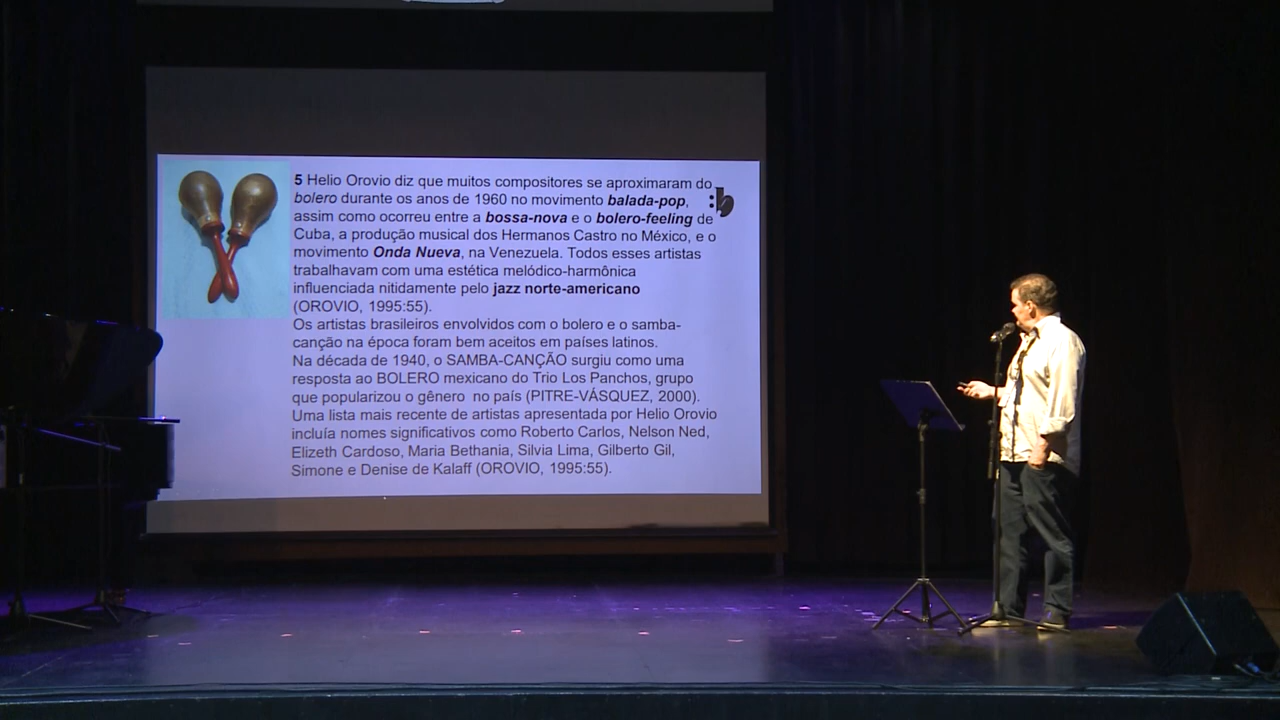 5 Helio Orovio diz que muitos compositores se aproximaram do
bolero durante os anos de 1960 no movimento balada-pop,
assim como ocorreu entre a bossa-nova e o bolero-feeling de
Cuba, a produção musical dos Hermanos Castro no México, e o
movimento Onda Nueva, na Venezuela. Todos esses artistas
trabalhavam com uma estética melódico-harmônica
influenciada nitidamente pelo jazz norte-americano
(OROVIO, 1995:55).
Os artistas brasileiros envolvidos com o bolero e o samba-
canção na época foram bem aceitos em países latinos.
Na década de 1940, o SAMBA-CANÇÃO surgiu como uma
resposta ao BOLERO mexicano do Trio Los Panchos, grupo
que popularizou o gênero no país (PITRE-VÁSQUEZ, 2000).
Uma lista mais recente de artistas apresentada por Helio Orovio
incluía nomes significativos como Roberto Carlos, Nelson Ned,
Elizeth Cardoso, Maria Bethania, Silvia Lima, Gilberto Gil,
Simone e Denise de Kalaff (OROVIO, 1995:55).